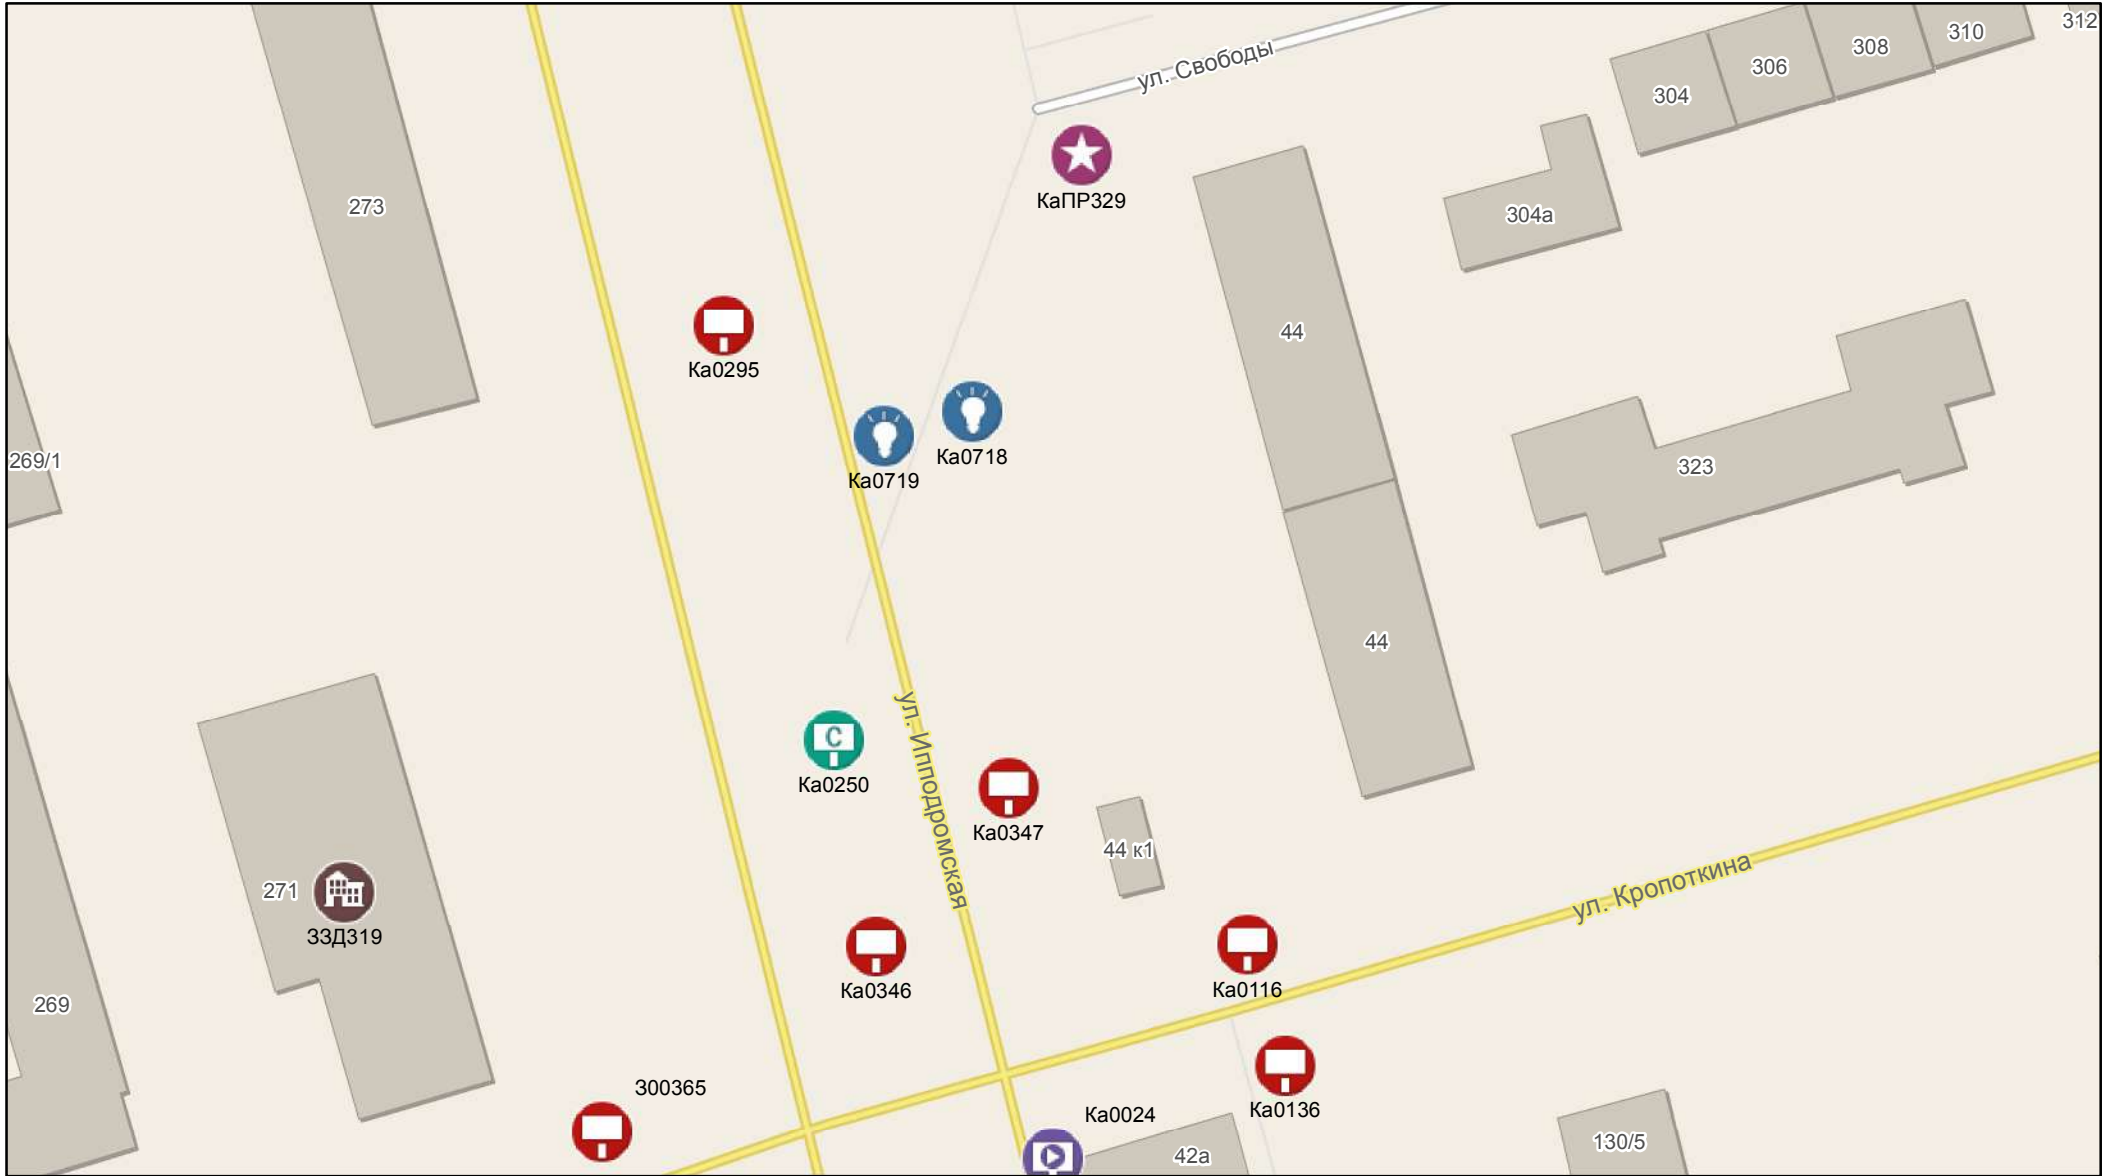 312
310
308
306
304
ул. Свободы
КаПР329
273
304а
44
Ка0295
Ка0718
269/1
323
Ка0719
44
ул. Ипподромская
Ка0250
С
Ка0347
44 к1
ул. Кропоткина
271
ЗЗД319
Ка0346
Ка0116
269
З00365
Ка0024
Ка0136
130/5
42а